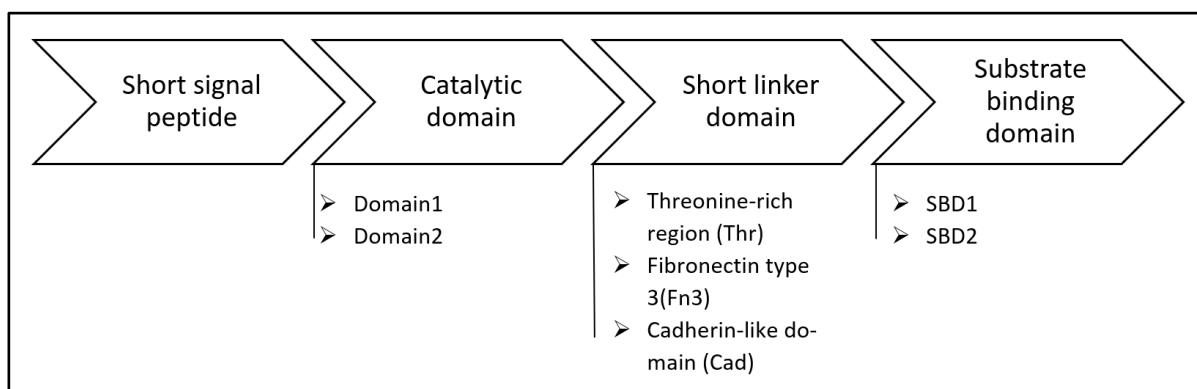 Short signal
peptide
Catalytic
domain
Short linker
domain
Substrate
binding
domain
➢ Domain1
➢ Domain2
➢ Threonine-rich
region (Thr)
➢ Fibronectin type
3(Fn3)
➢ Cadherin-like do-
main (Cad)
➢ SBD1
➢ SBD2